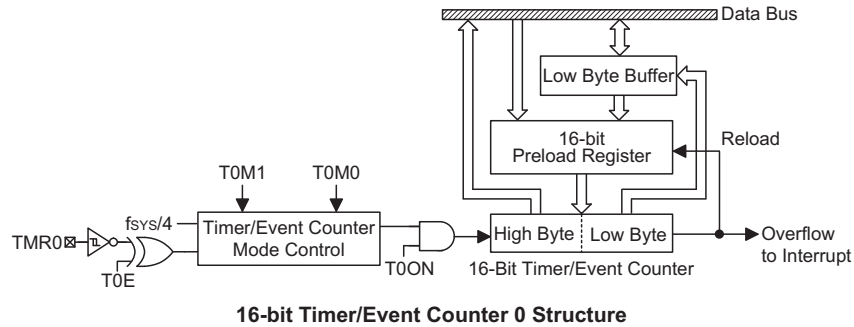 Data Bus
Low Byte Buffer
16-bit
Preload Register
Reload
T0M1
T0M0
fSYS/4
Timer/Event Counter
Mode Control
TMR0
T0E
T0ON
High Byte
Low Byte
Overflow
to Interrupt
16-Bit Timer/Event Counter
16-bit Timer/Event Counter 0 Structure